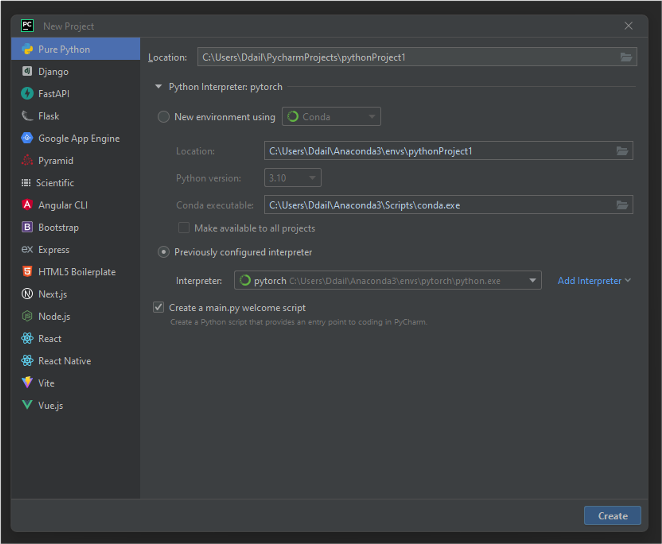 PC New Project
Pure Python
Django
FastAPI
Flask
Google App Engine
Pyramid
Scientific
Angular CLI
Bootstrap
ex Express
HTML5 Boilerplate
Next.js
Node.js
React
React Native
Vite
Vue.js
Location: C:\Users\Ddail\PycharmProjects\pythonProject1
Python Interpreter: pytorch
New environment using Conda
Location: C:\Users\Ddail\Anaconda3\envs\pythonProject1
Python version: 3.10
Conda executable: C:\Users\Ddail\Anaconda3\Scripts\conda.exe
Make available to all projects
Previously configured interpreter
Interpreter: pytorch C:\Users\Ddail\Anaconda3\envs\pytorch\python.exe Add Interpreter
Create a main.py welcome script
Create a Python script that provides an entry point to coding in PyCharm.
Create